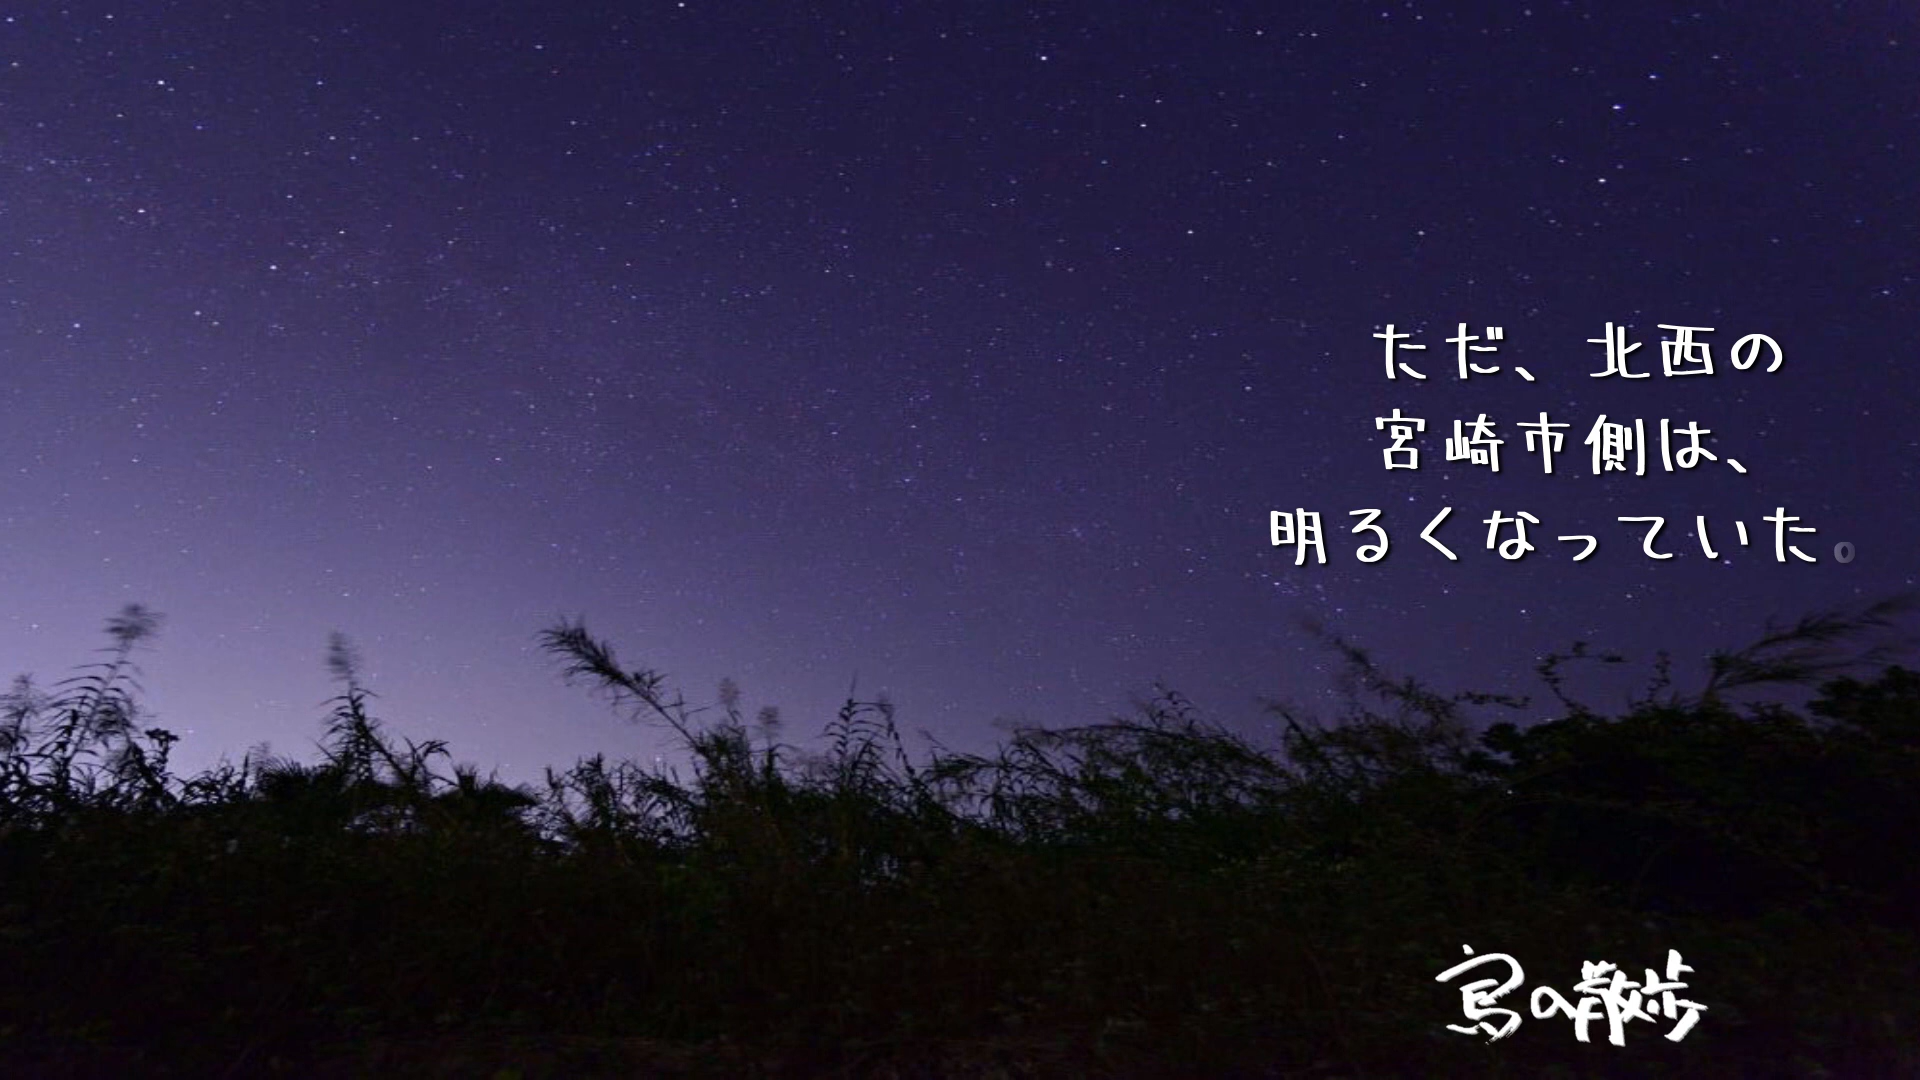 ただ、北西の
宮崎市側は、
明るくなっていた。
の散歩